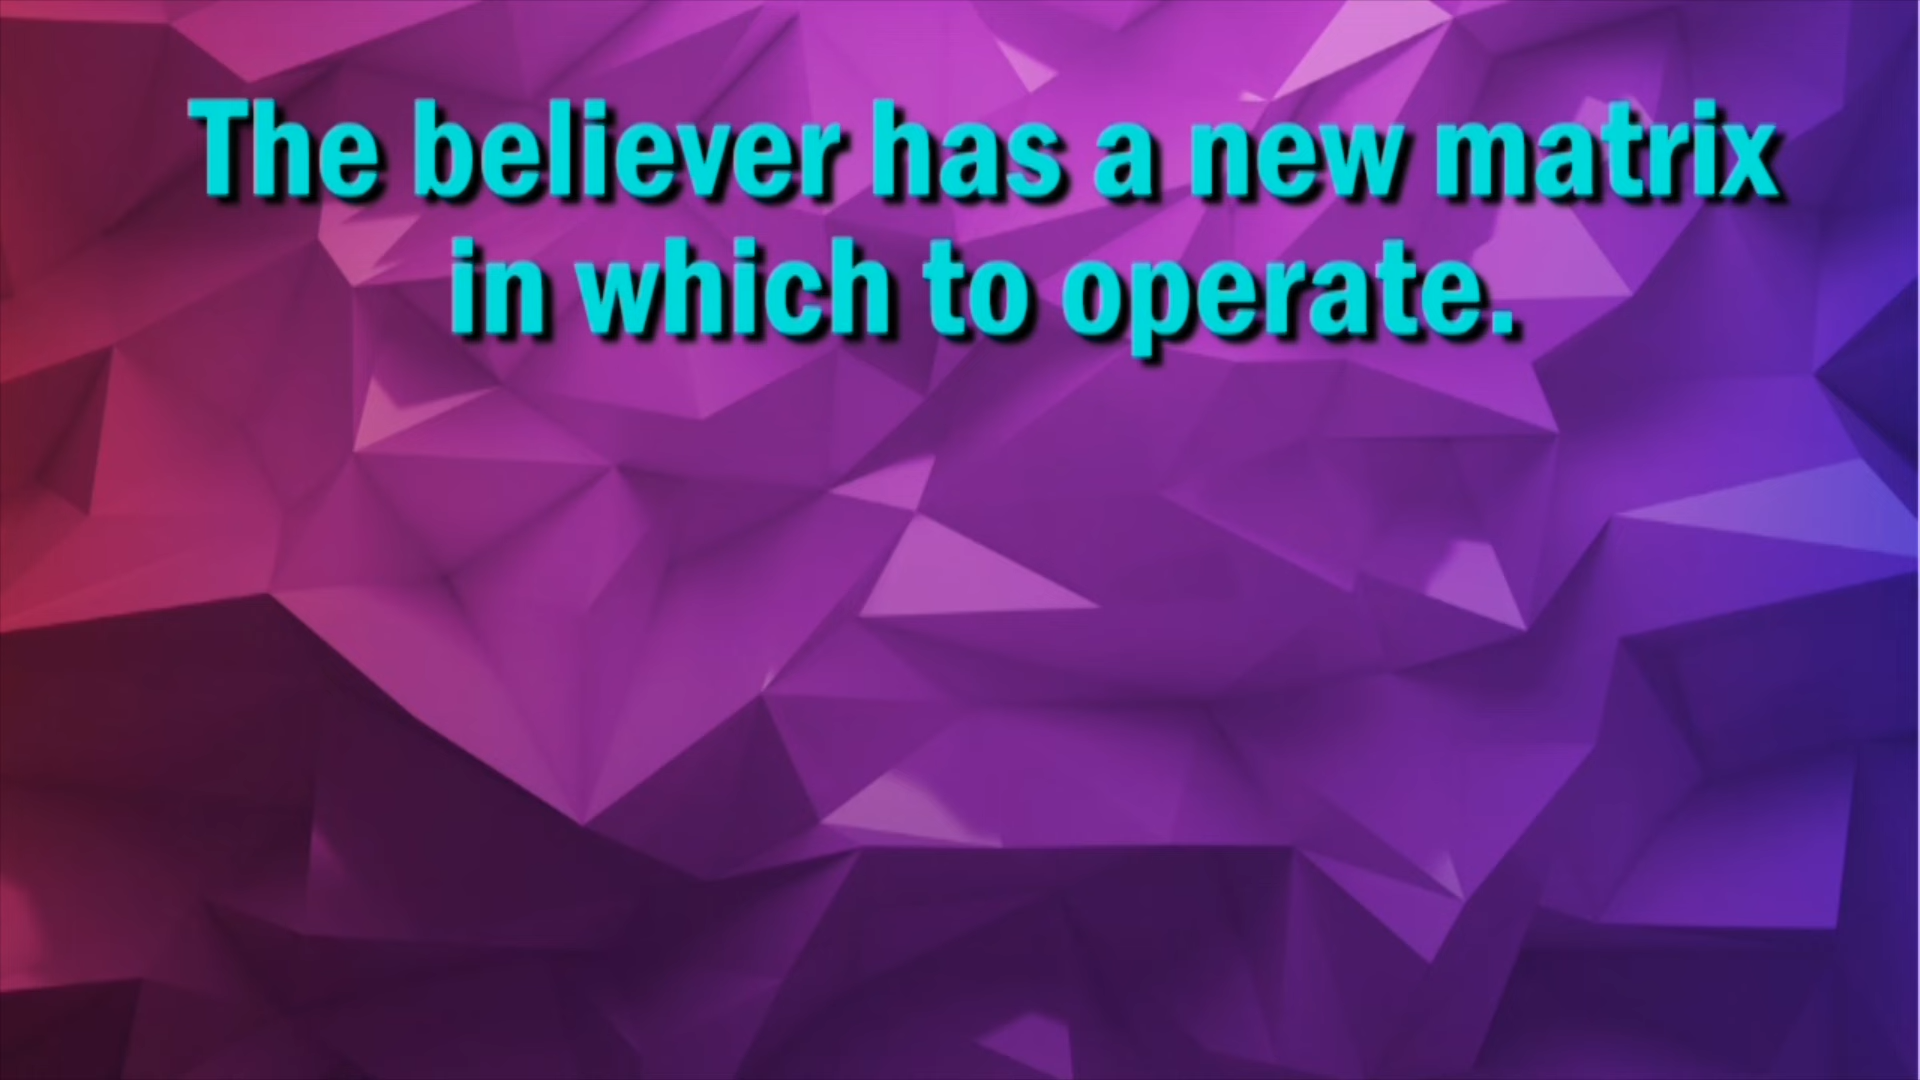 The believer has a new matrix
in which to operate.